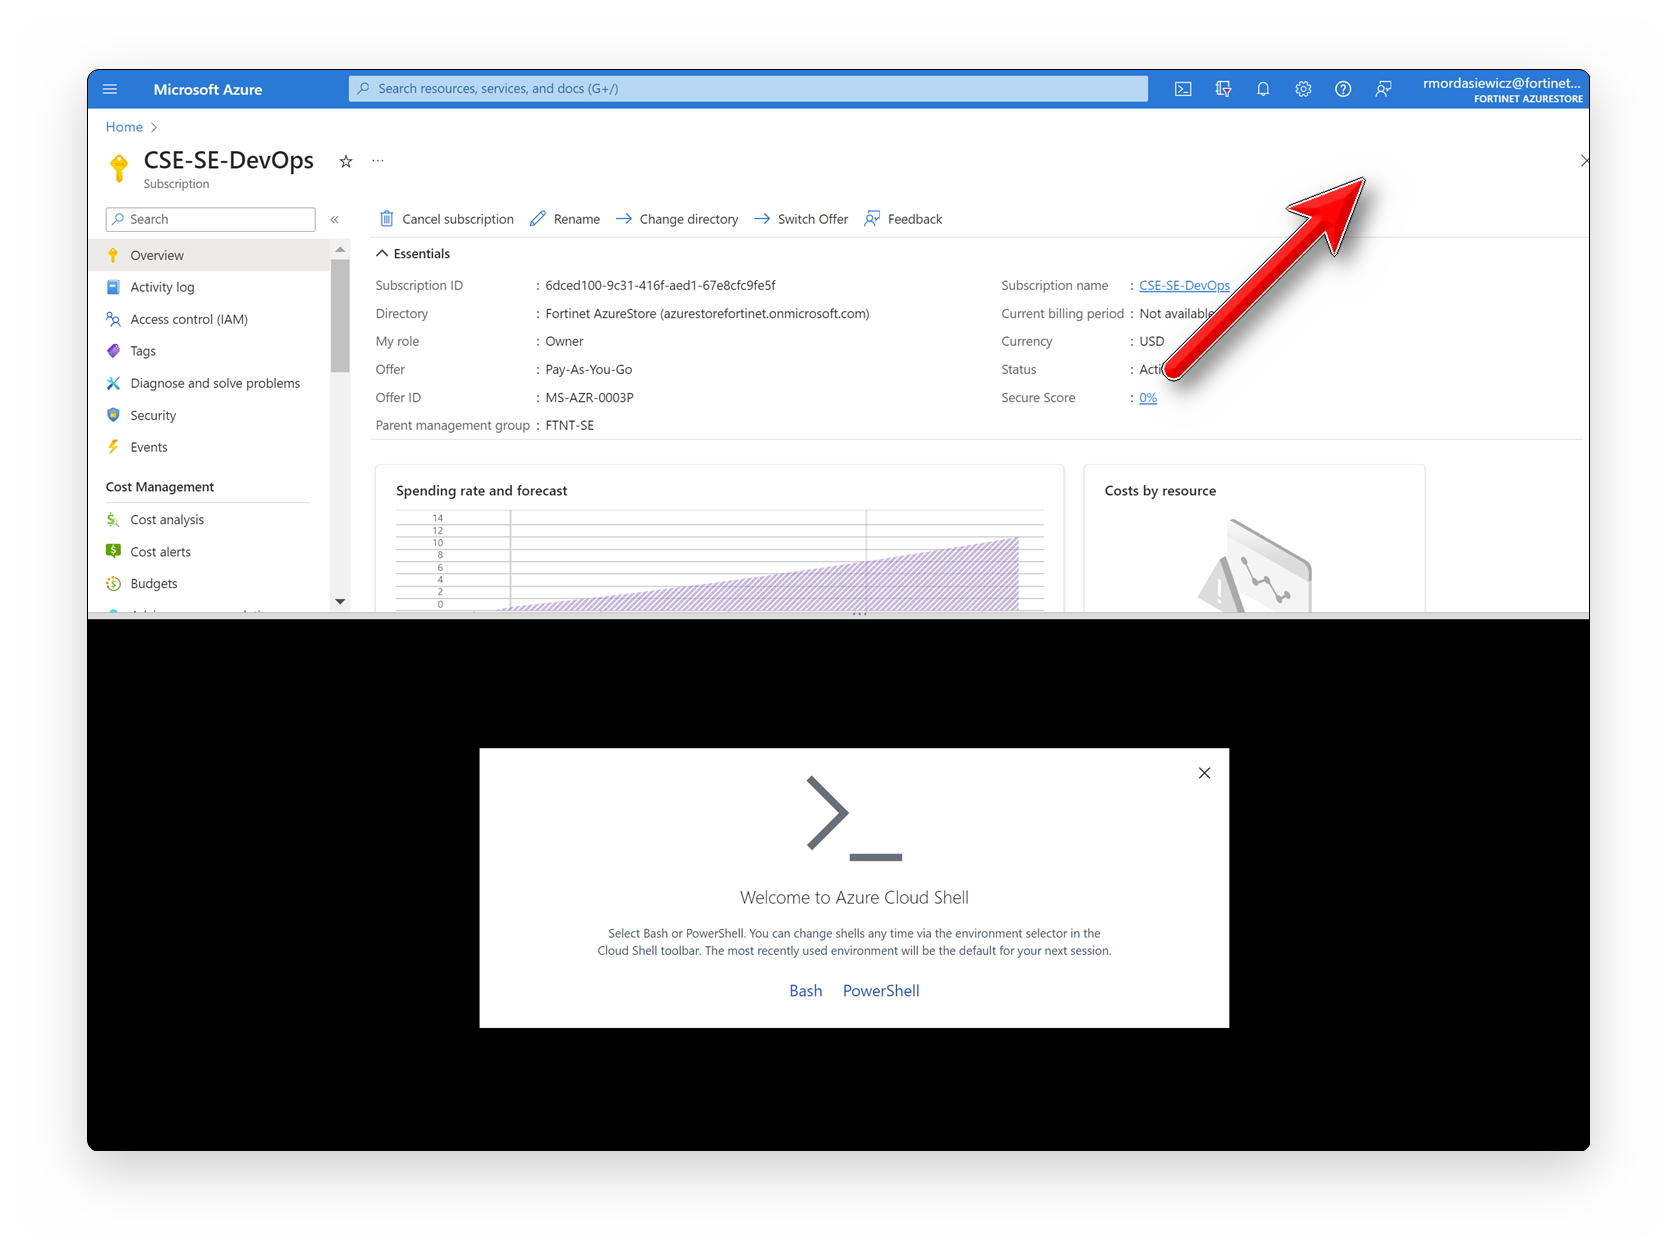 Microsoft Azure
Search resources, services, and docs (G+/)
rmordasiewicz@fortinet...
FORTINET AZURESTORE
Home
CSE-SE-DevOps
...
Subscription
Search
«
Cancel subscription
Rename
Change directory
Switch Offer
Feedback
Overview
Activity log
Access control (IAM)
Tags
Diagnose and solve problems
Security
Events
Cost Management
Cost analysis
Cost alerts
Budgets
Essentials
Subscription ID : 6dced100-9c31-416f-aed1-67e8cfc9fe5f
Directory : Fortinet AzureStore (azurestorefortinet.onmicrosoft.com)
My role : Owner
Offer : Pay-As-You-Go
Offer ID : MS-AZR-0003P
Parent management group : FTNT-SE
Subscription name : CSE-SE-DevOps
Current billing period : Not available
Currency : USD
Status : Acti
Secure Score : 0%
Spending rate and forecast
14
12
10
8
6
4
2
0
Costs by resource
Welcome to Azure Cloud Shell
Select Bash or PowerShell. You can change shells any time via the environment selector in the
Cloud Shell toolbar. The most recently used environment will be the default for your next session.
Bash PowerShell